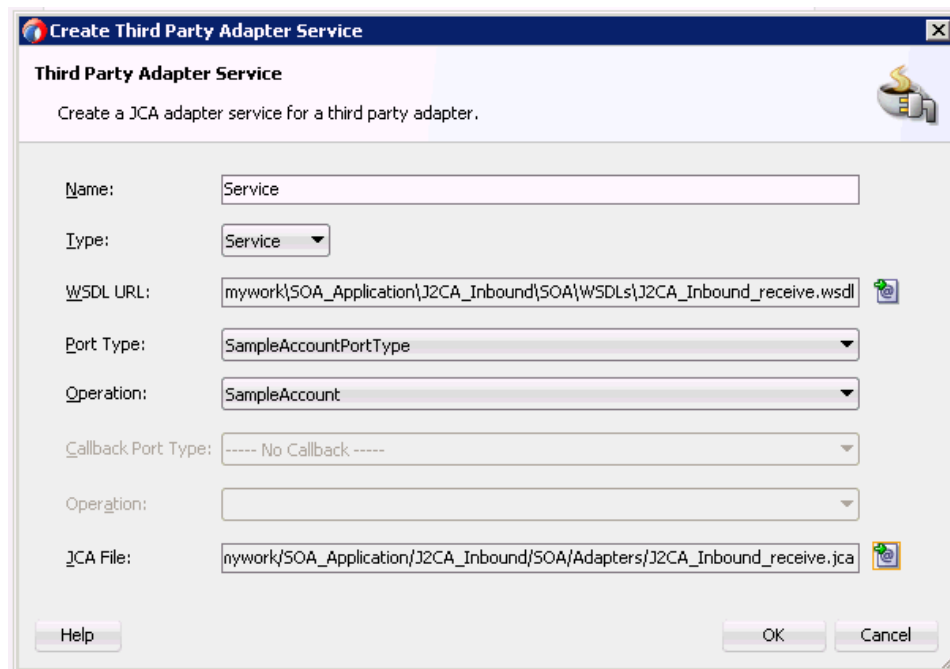 Create Third Party Adapter Service
Third Party Adapter Service
Create a JCA adapter service for a third party adapter.
Name: Service
Type: Service
WSDL URL: mywork\SOA_Application\J2CA_Inbound\SOA\WSDLs\J2CA_Inbound_receive.wsdl
Port Type: SampleAccountPortType
Operation: SampleAccount
Callback Port Type: ----- No Callback -----
Operation:
JCA File: nywork/SOA_Application/J2CA_Inbound/SOA/Adapters/J2CA_Inbound_receive.jca
Help OK Cancel